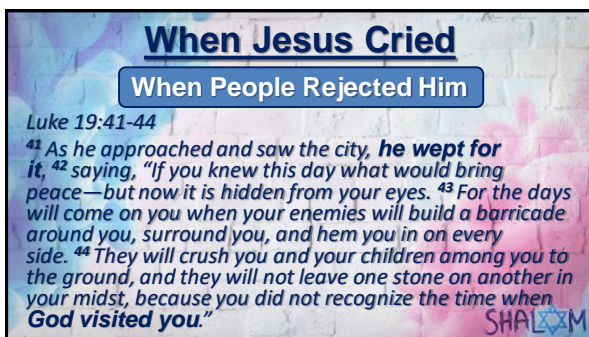 When Jesus Cried
When People Rejected Him
Luke 19:41-44
⁴¹ As he approached and saw the city, he wept for
it, ⁴² saying, “If you knew this day what would bring
peace—but now it is hidden from your eyes. ⁴³ For the days
will come on you when your enemies will build a barricade
around you, surround you, and hem you in on every
side. ⁴⁴ They will crush you and your children among you to
the ground, and they will not leave one stone on another in
your midst, because you did not recognize the time when
God visited you.”
SHALOM